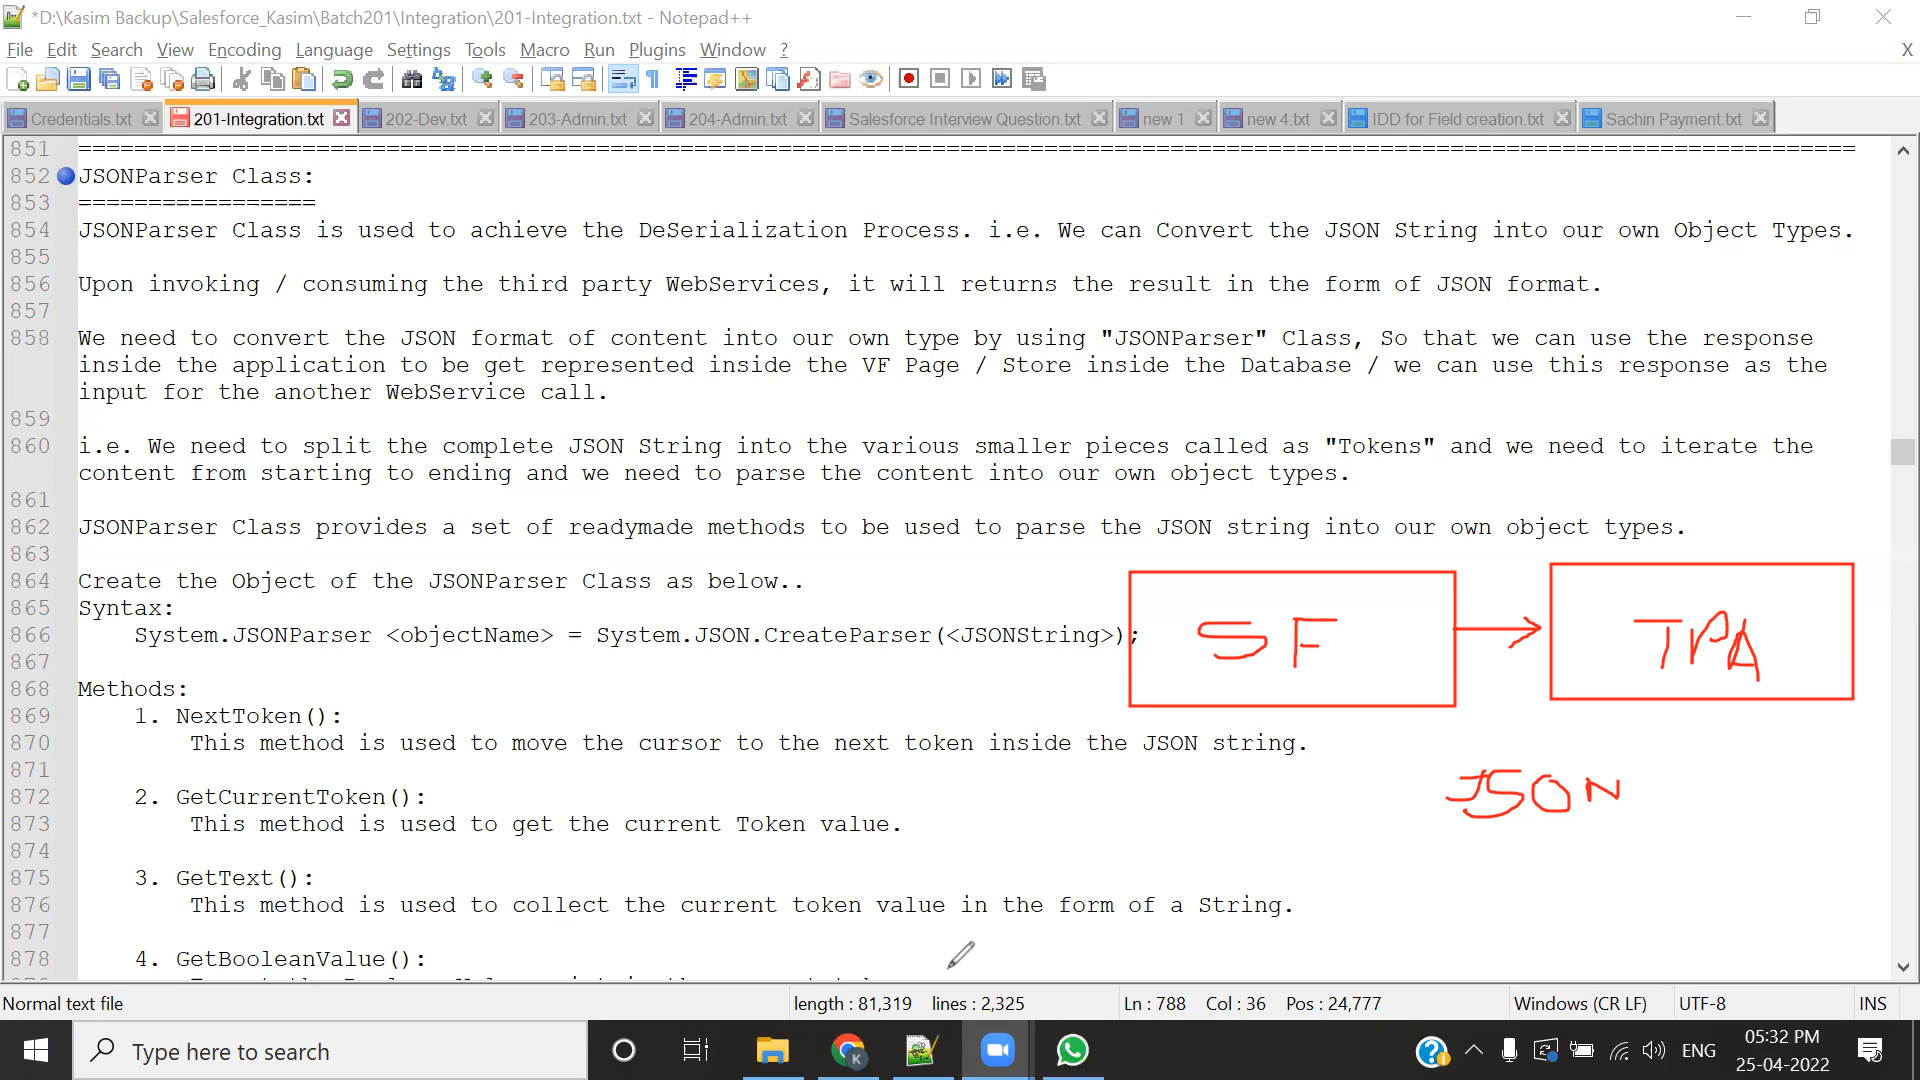 *D:\Kasim Backup\Salesforce_Kasim\Batch201\Integration\201-Integration.txt - Notepad++
File Edit Search View Encoding Language Settings Tools Macro Run Plugins Window ? X
Credentials.txt 201-Integration.txt 202-Dev.txt 203-Admin.txt 204-Admin.txt Salesforce Interview Question.txt new 1 new 4.txt IDD for Field creation.txt Sachin Payment.txt
851 ===============================================================================================================================
852 JSONParser Class:
853 =================
854 JSONParser Class is used to achieve the DeSerialization Process. i.e. We can Convert the JSON String into our own Object Types.
855
856 Upon invoking / consuming the third party WebServices, it will returns the result in the form of JSON format.
857
858 We need to convert the JSON format of content into our own type by using "JSONParser" Class, So that we can use the response
inside the application to be get represented inside the VF Page / Store inside the Database / we can use this response as the
input for the another WebService call.
859
860 i.e. We need to split the complete JSON String into the various smaller pieces called as "Tokens" and we need to iterate the
content from starting to ending and we need to parse the content into our own object types.
861
862 JSONParser Class provides a set of readymade methods to be used to parse the JSON string into our own object types.
863
864 Create the Object of the JSONParser Class as below..
865 Syntax:
866 System.JSONParser <objectName> = System.JSON.CreateParser(<JSONString>);
SF TPA
867
868 Methods:
869 1. NextToken():
870 This method is used to move the cursor to the next token inside the JSON string.
871
872 2. GetCurrentToken():
JSON
873 This method is used to get the current Token value.
874
875 3. GetText():
876 This method is used to collect the current token value in the form of a String.
877
878 4. GetBooleanValue():
Normal text file length : 81,319 lines : 2,325 Ln : 788 Col : 36 Pos : 24,777 Windows (CR LF) UTF-8 INS
Type here to search ENG 05:32 PM
25-04-2022